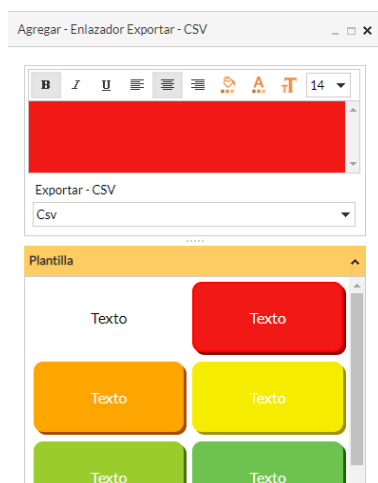 Agregar - Enlazador Exportar - CSV
B I U A T 14
Exportar - CSV
Csv
Plantilla
Texto Texto
Texto Texto
Texto Texto